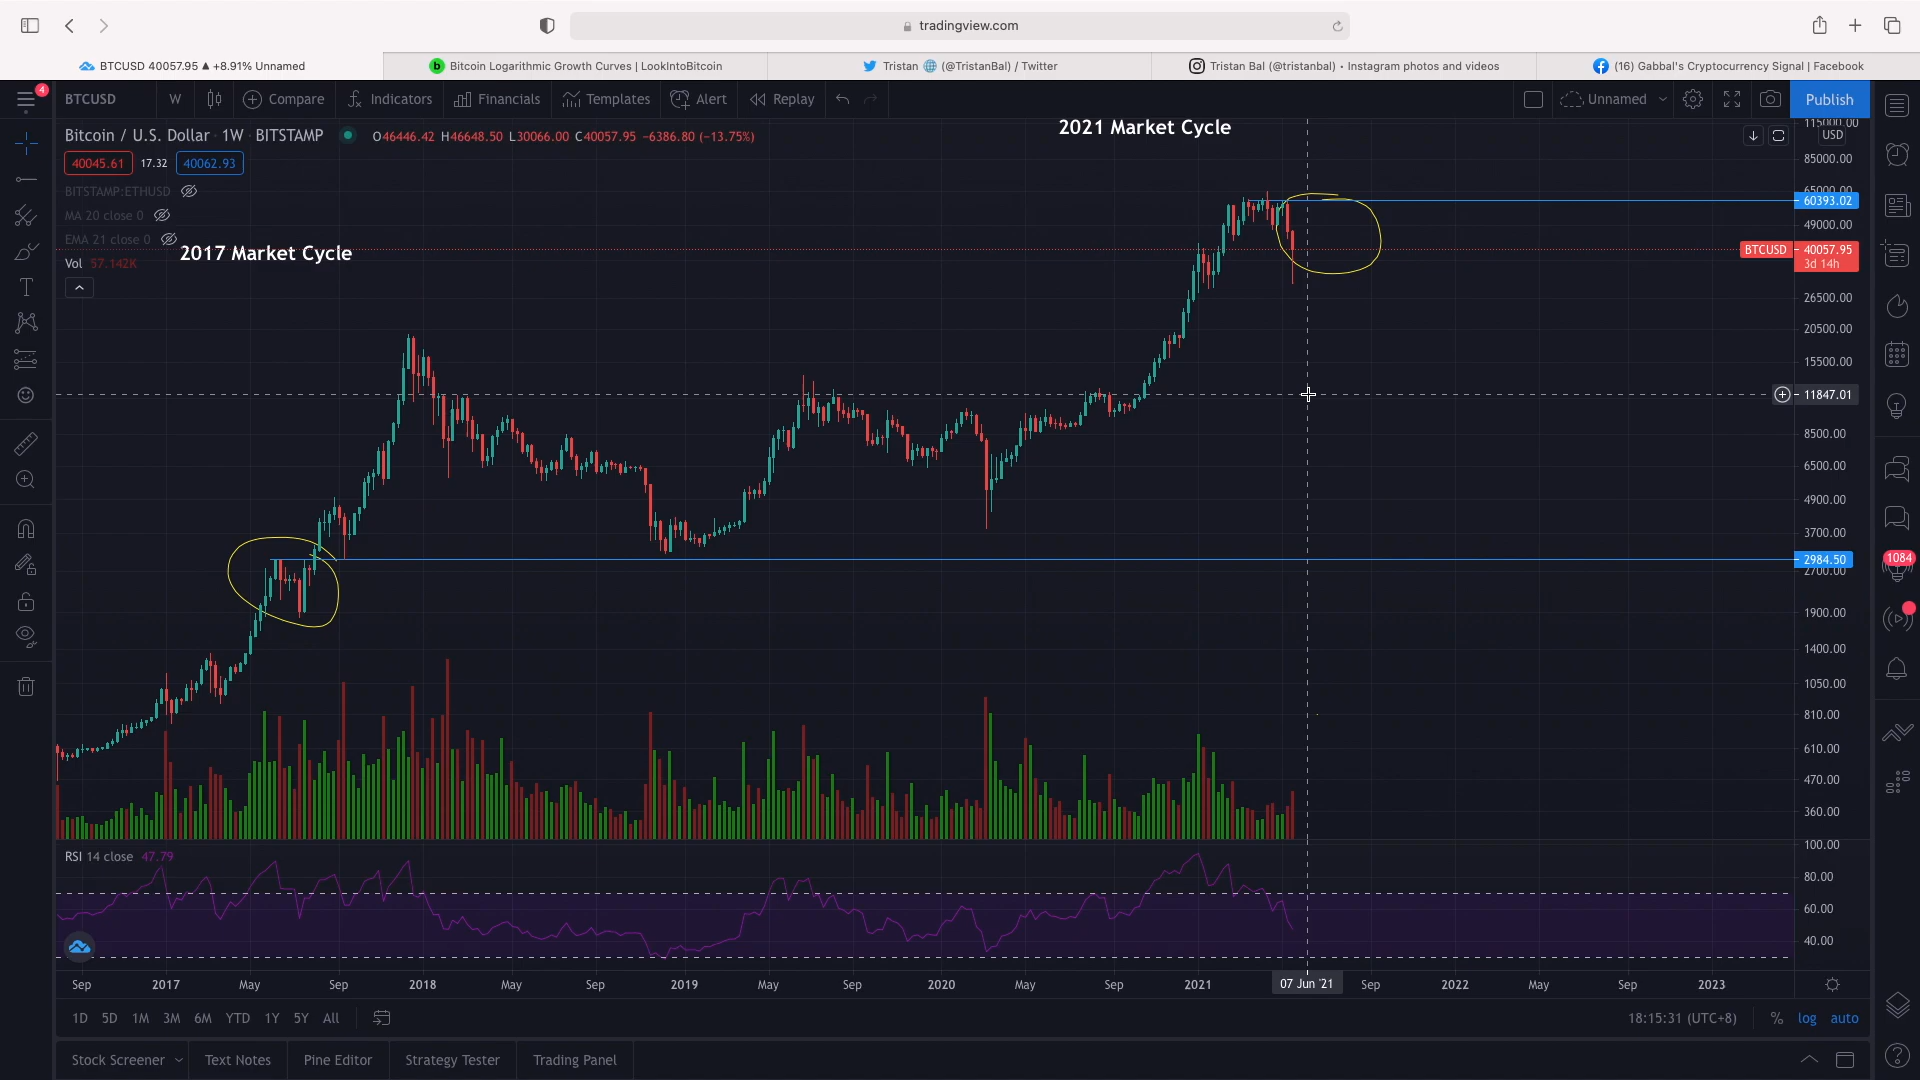 tradingview.com
BTCUSD 40057.95 ▲ +8.91% Unnamed
b Bitcoin Logarithmic Growth Curves | LookIntoBitcoin
Tristan 🌐 (@TristanBal) / Twitter
Tristan Bal (@tristanbal) • Instagram photos and videos
(16) Gabbal's Cryptocurrency Signal | Facebook
4
BTCUSD W Compare Indicators Financials Templates Alert Replay Unnamed Publish
Bitcoin / U.S. Dollar · 1W · BITSTAMP O46446.42 H46648.50 L30066.00 C40057.95 −6386.80 (−13.75%)
40045.61 17.32 40062.93
BITSTAMP:ETHUSD
MA 20 close 0
EMA 21 close 0
Vol 57.142K
2017 Market Cycle
2021 Market Cycle
115000.00
USD
85000.00
65000.00
60393.02
49000.00
BTCUSD 40057.95
3d 14h
26500.00
20500.00
15500.00
11847.01
8500.00
6500.00
4900.00
3700.00
2984.50
2700.00
1900.00
1400.00
1050.00
810.00
610.00
470.00
360.00
1084
RSI 14 close 47.79
100.00
80.00
60.00
40.00
Sep 2017 May Sep 2018 May Sep 2019 May Sep 2020 May Sep 2021 07 Jun '21 Sep 2022 May Sep 2023
1D 5D 1M 3M 6M YTD 1Y 5Y All 18:15:31 (UTC+8) % log auto
Stock Screener Text Notes Pine Editor Strategy Tester Trading Panel